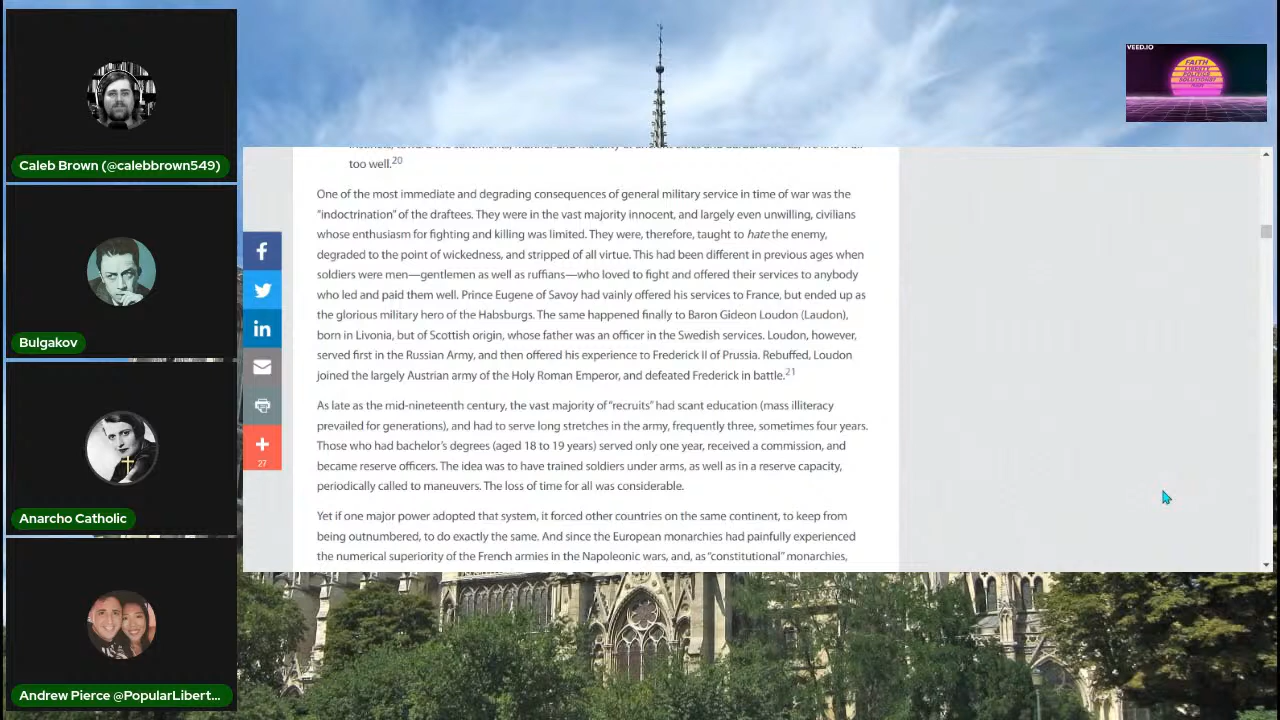 Caleb Brown (@calebbrown549)
Bulgakov
Anarcho Catholic
Andrew Pierce @PopularLibert...
VEED.IO
FAITH
LIBERTY
POLITICS
27
too well.20
One of the most immediate and degrading consequences of general military service in time of war was the
"indoctrination" of the draftees. They were in the vast majority innocent, and largely even unwilling, civilians
whose enthusiasm for fighting and killing was limited. They were, therefore, taught to hate the enemy,
degraded to the point of wickedness, and stripped of all virtue. This had been different in previous ages when
soldiers were men—gentlemen as well as ruffians—who loved to fight and offered their services to anybody
who led and paid them well. Prince Eugene of Savoy had vainly offered his services to France, but ended up as
the glorious military hero of the Habsburgs. The same happened finally to Baron Gideon Loudon (Laudon),
born in Livonia, but of Scottish origin, whose father was an officer in the Swedish services. Loudon, however,
served first in the Russian Army, and then offered his experience to Frederick II of Prussia. Rebuffed, Loudon
joined the largely Austrian army of the Holy Roman Emperor, and defeated Frederick in battle.21
As late as the mid-nineteenth century, the vast majority of "recruits" had scant education (mass illiteracy
prevailed for generations), and had to serve long stretches in the army, frequently three, sometimes four years.
Those who had bachelor's degrees (aged 18 to 19 years) served only one year, received a commission, and
became reserve officers. The idea was to have trained soldiers under arms, as well as in a reserve capacity,
periodically called to maneuvers. The loss of time for all was considerable.
Yet if one major power adopted that system, it forced other countries on the same continent, to keep from
being outnumbered, to do exactly the same. And since the European monarchies had painfully experienced
the numerical superiority of the French armies in the Napoleonic wars, and, as "constitutional" monarchies,